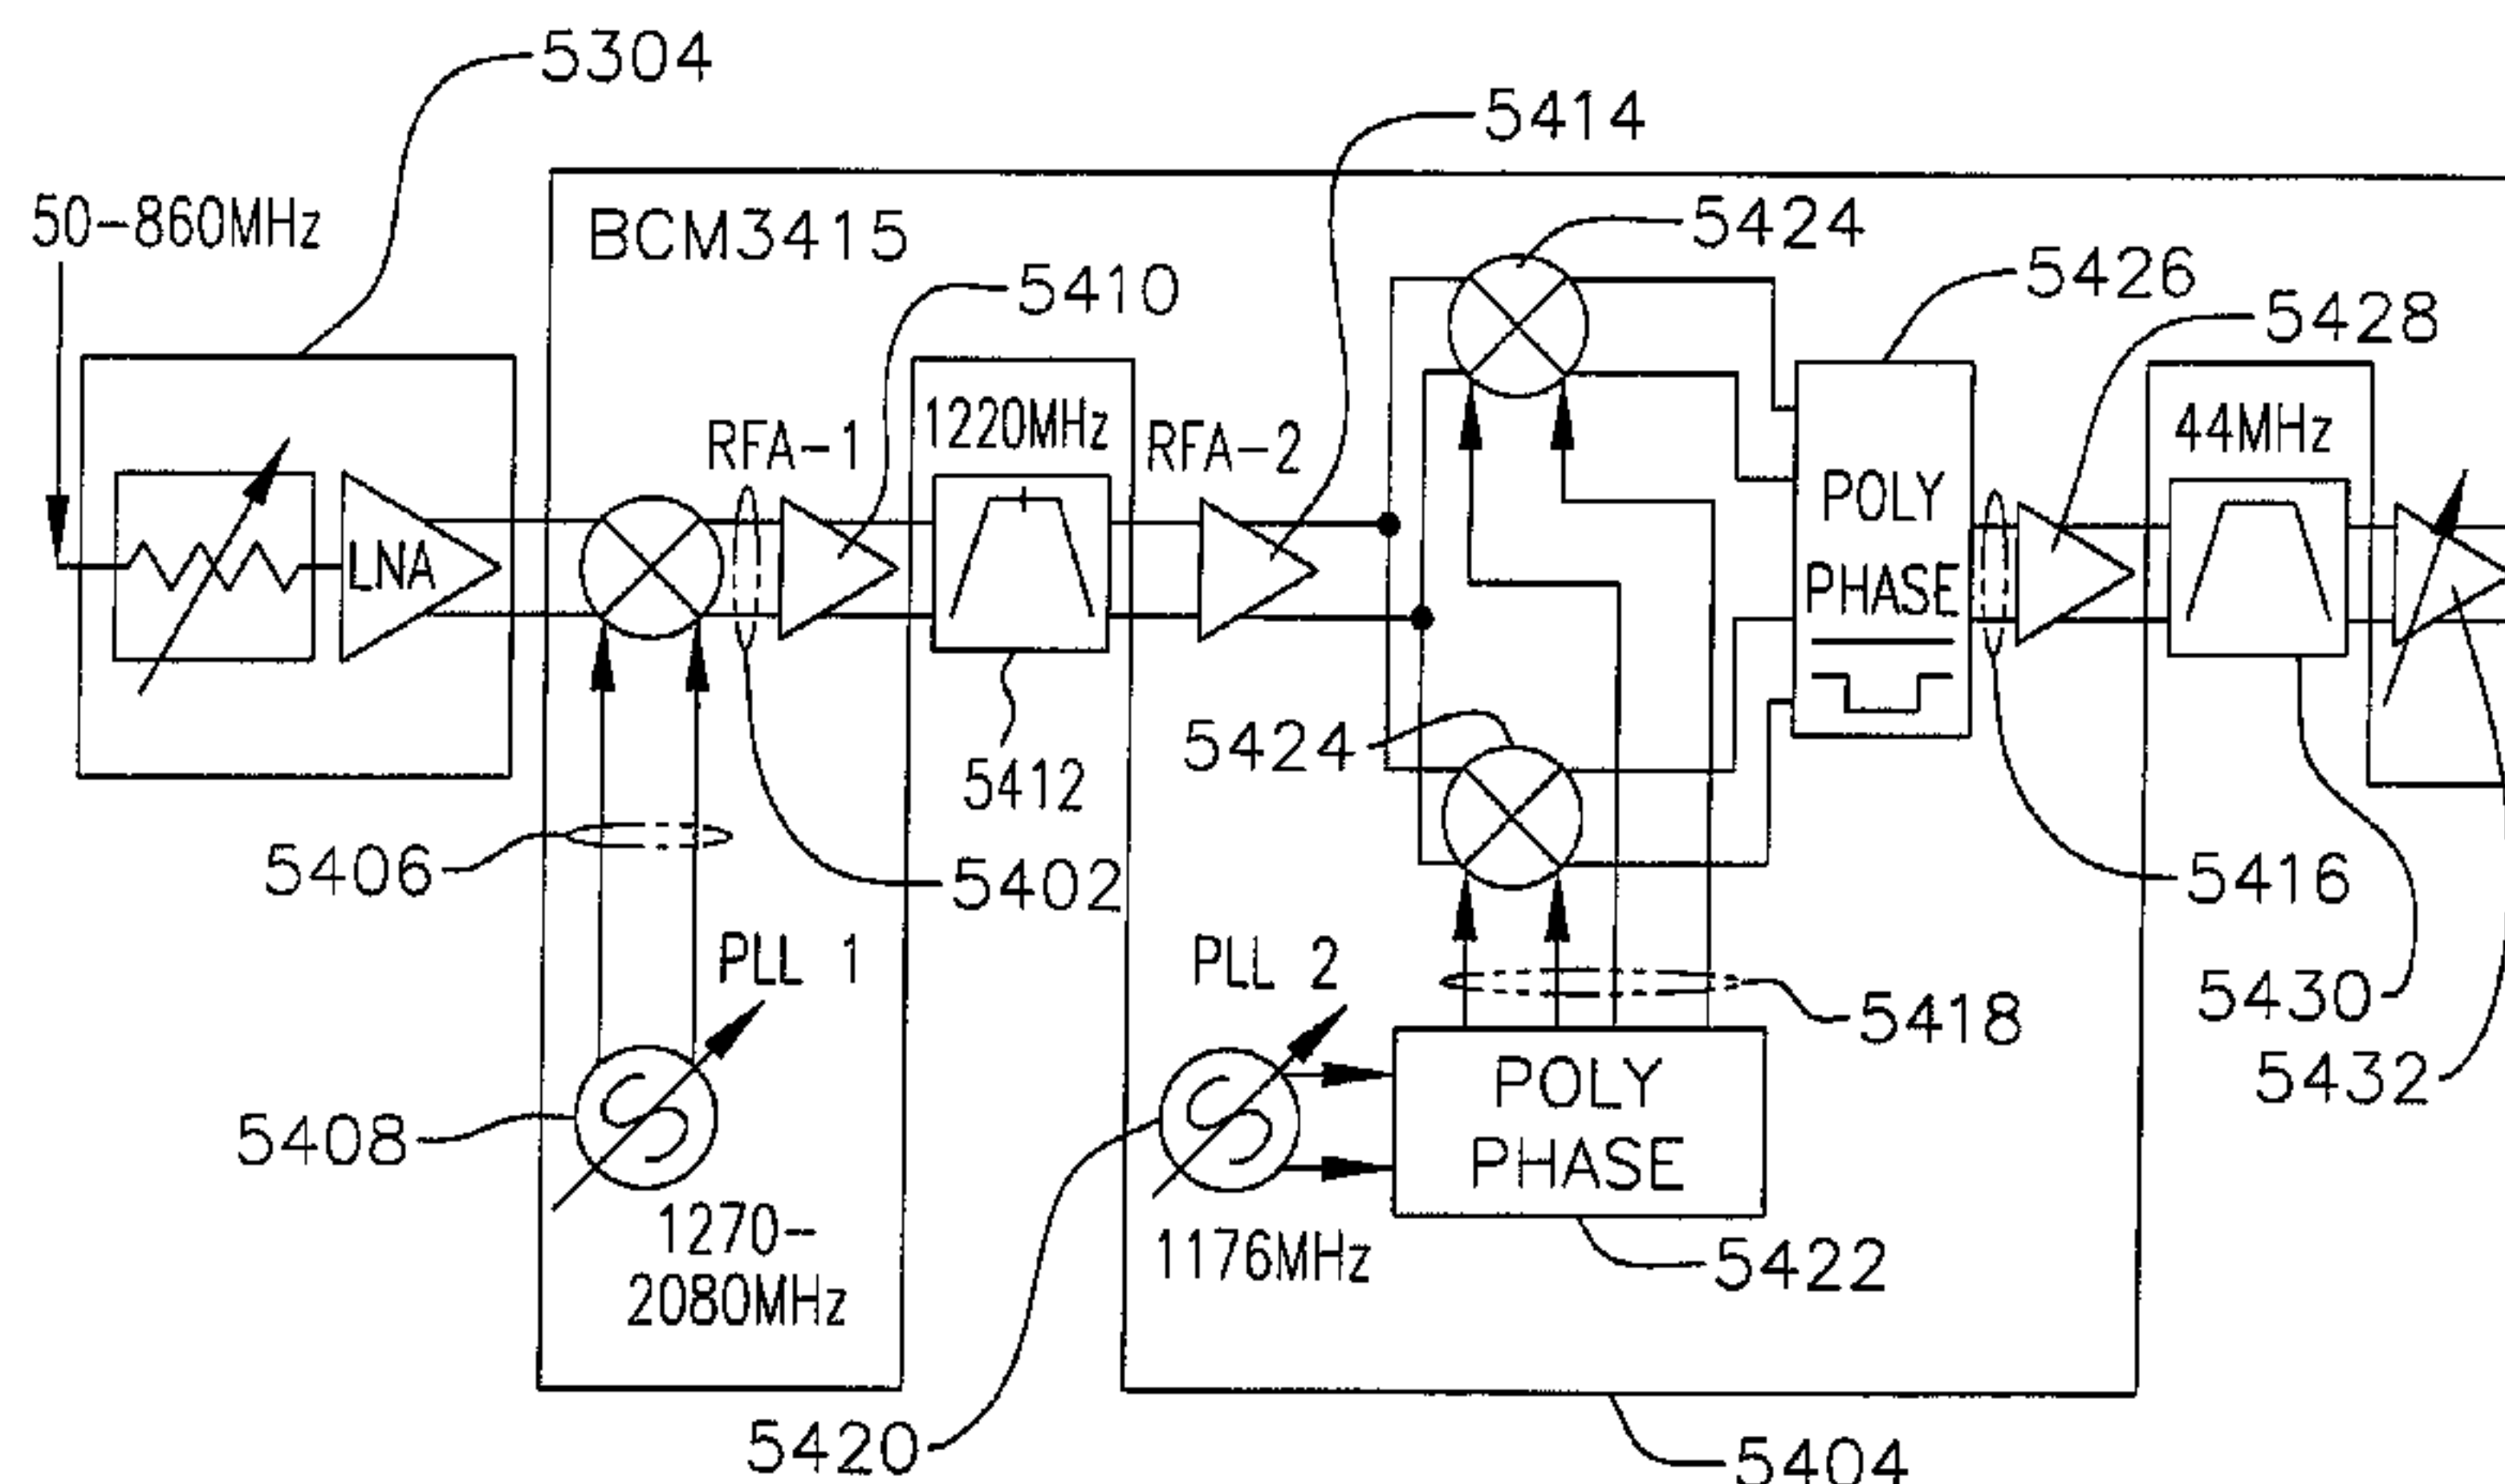 5304
5414
50-860MHz
BCM3415
5424
5426
5410
5428
RFA-1
1220MHz
RFA-2
44MHz
POLY
PHASE
LNA
5424
5412
5406
5402
5416
PLL 1
PLL 2
5430
5418
5432
5408
POLY
PHASE
1270-
2080MHz
1176MHz
5422
5420
5404